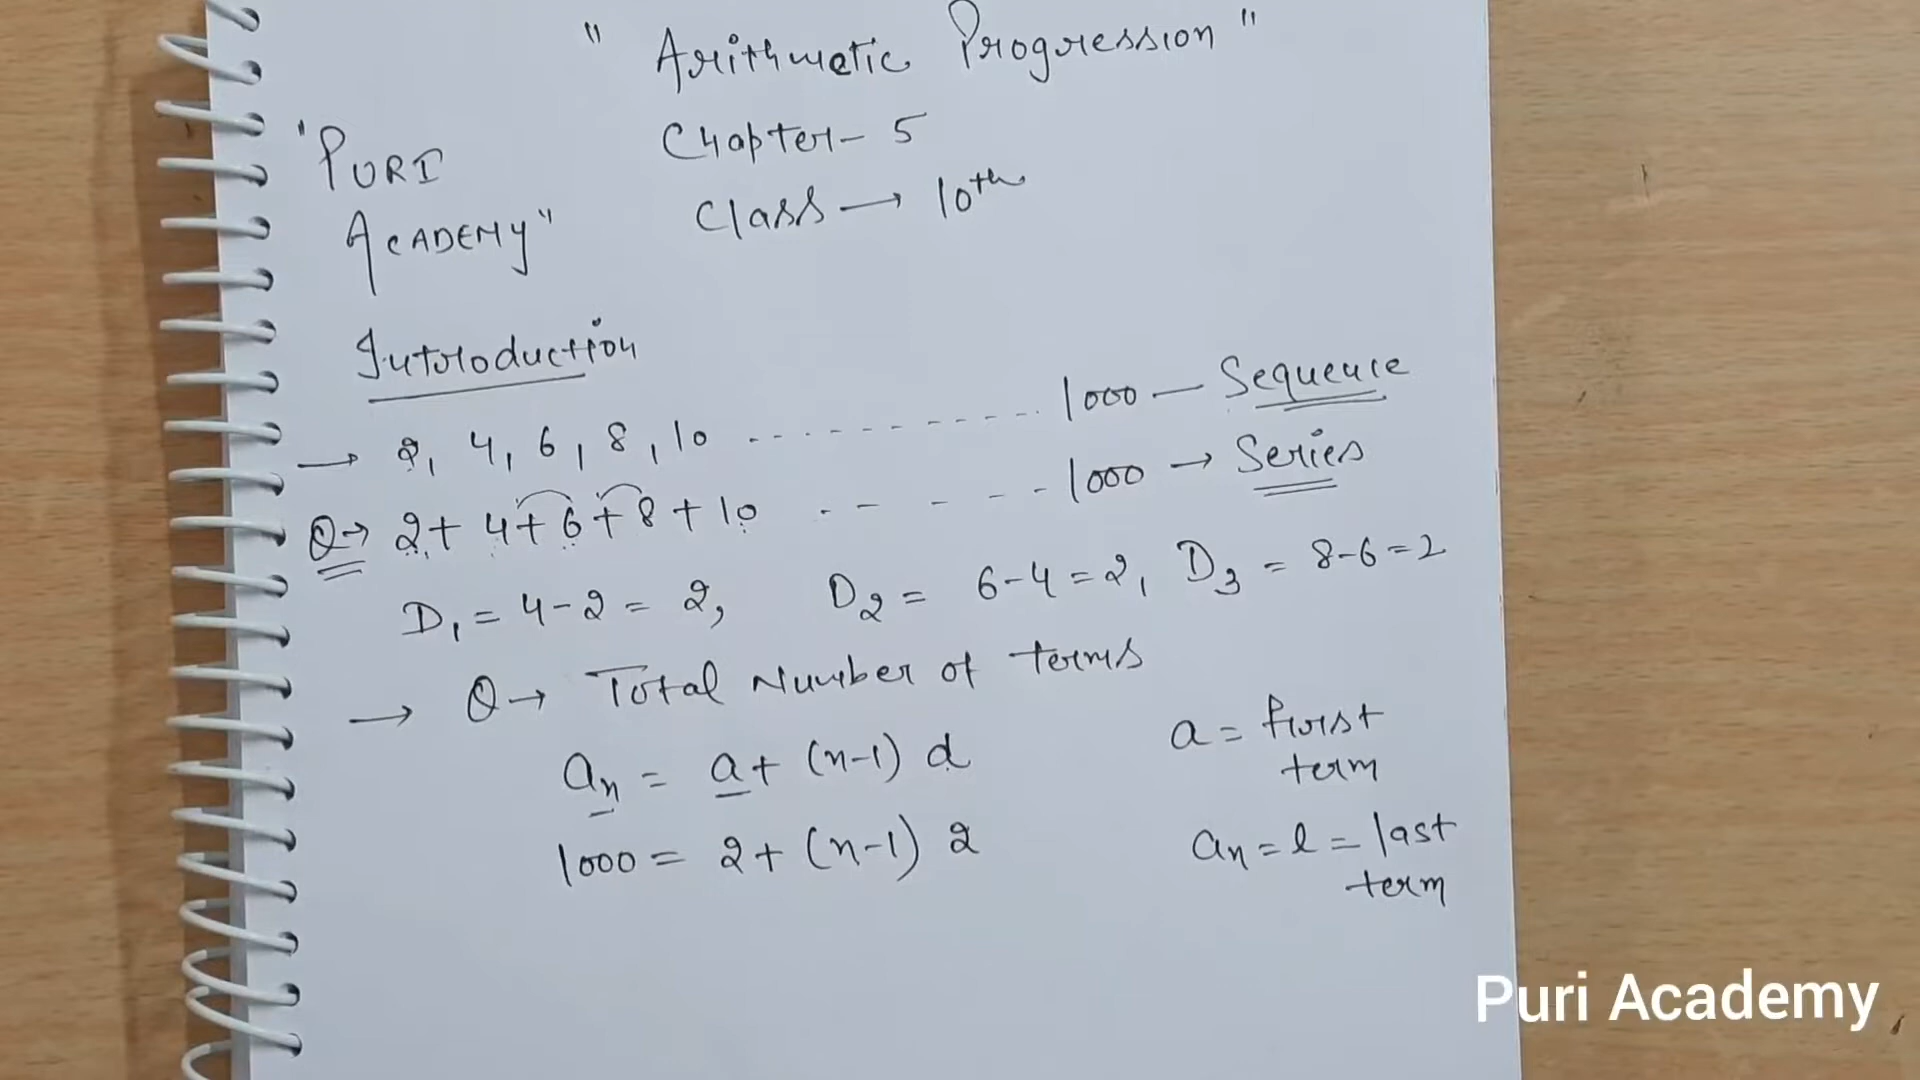 " Arithmetic Progression "
"PURI
ACADEMY"
Chapter- 5
Class → 10th
Introduction
→ 2, 4, 6, 8, 10 ----------- 1000 — Sequence
Q→ 2+ 4+6+8+10 - - - - - - 1000 → Series
D₁ = 4-2 = 2, D₂ = 6-4=2, D₃ = 8-6=2
→ Q→ Total Number of terms
aₙ = a+ (n-1) d
a = first
term
1000 = 2+ (n-1) 2
aₙ = l = last
term
Puri Academy